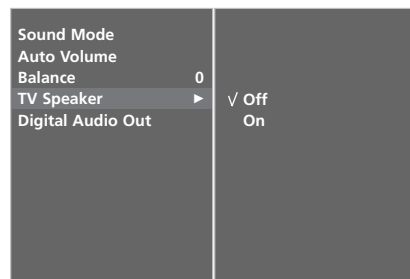 Sound Mode
Auto Volume
Balance 0
TV Speaker ►
Digital Audio Out
√ Off
On